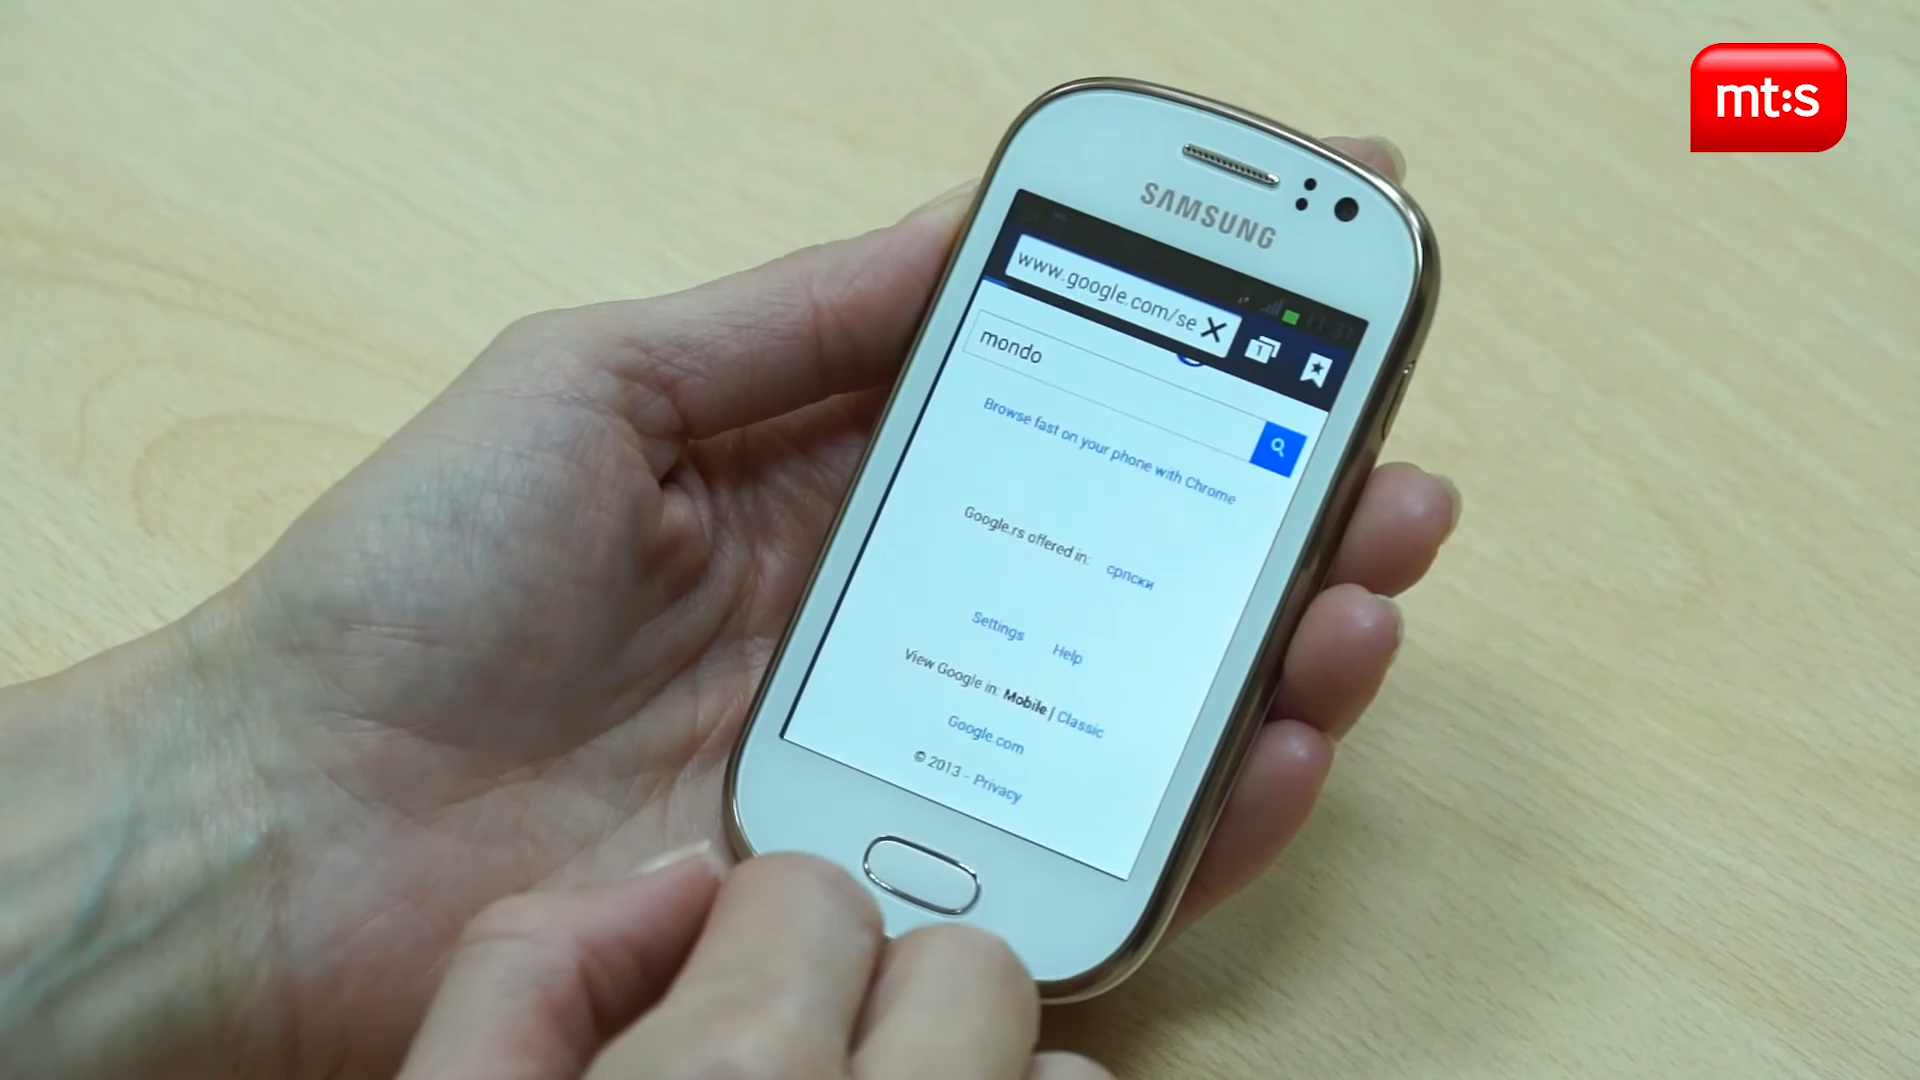 mt:s
SAMSUNG
www.google.com/se
1
mondo
Browse fast on your phone with Chrome
Google.rs offered in: српски
Settings Help
View Google in: Mobile | Classic
Google.com
© 2013 - Privacy